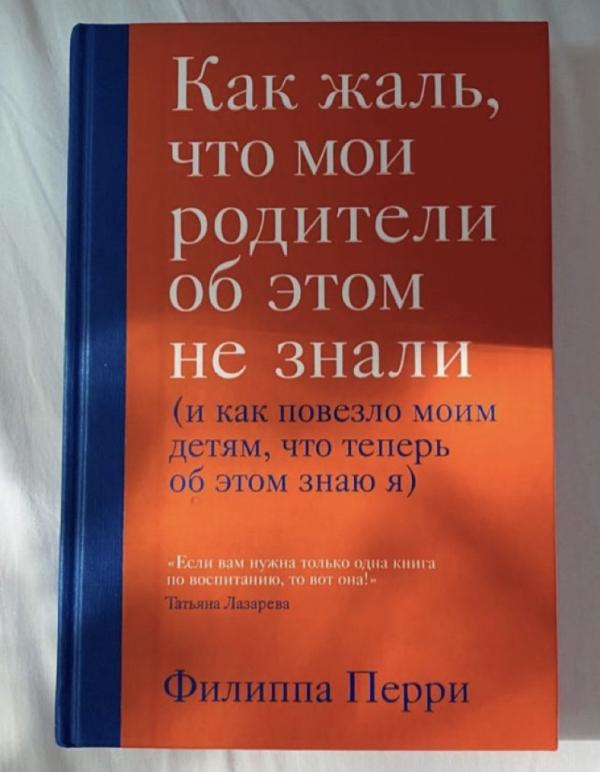 Как жаль,
что мои
родители
об этом
не знали
(и как повезло моим
детям, что теперь
об этом знаю я)
«Если вам нужна только одна книга
по воспитанию, то вот она!»
Татьяна Лазарева
Филиппа Перри